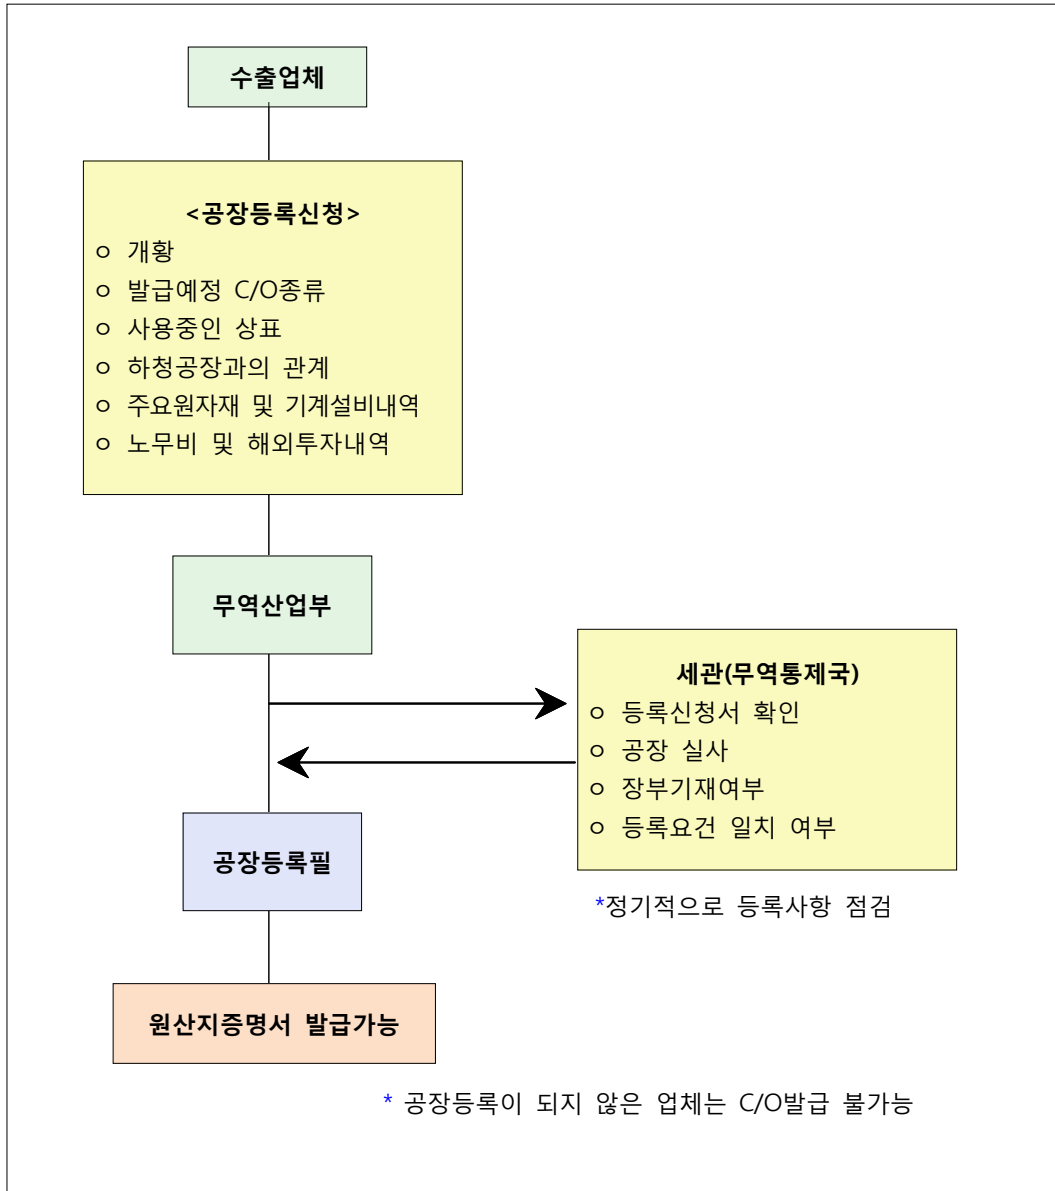 수출업체
<공장등록신청>
ㅇ 개황
ㅇ 발급예정 C/O종류
ㅇ 사용중인 상표
ㅇ 하청공장과의 관계
ㅇ 주요원자재 및 기계설비내역
ㅇ 노무비 및 해외투자내역
무역산업부
세관(무역통제국)
ㅇ 등록신청서 확인
ㅇ 공장 실사
ㅇ 장부기재여부
ㅇ 등록요건 일치 여부
공장등록필
*정기적으로 등록사항 점검
원산지증명서 발급가능
* 공장등록이 되지 않은 업체는 C/O발급 불가능